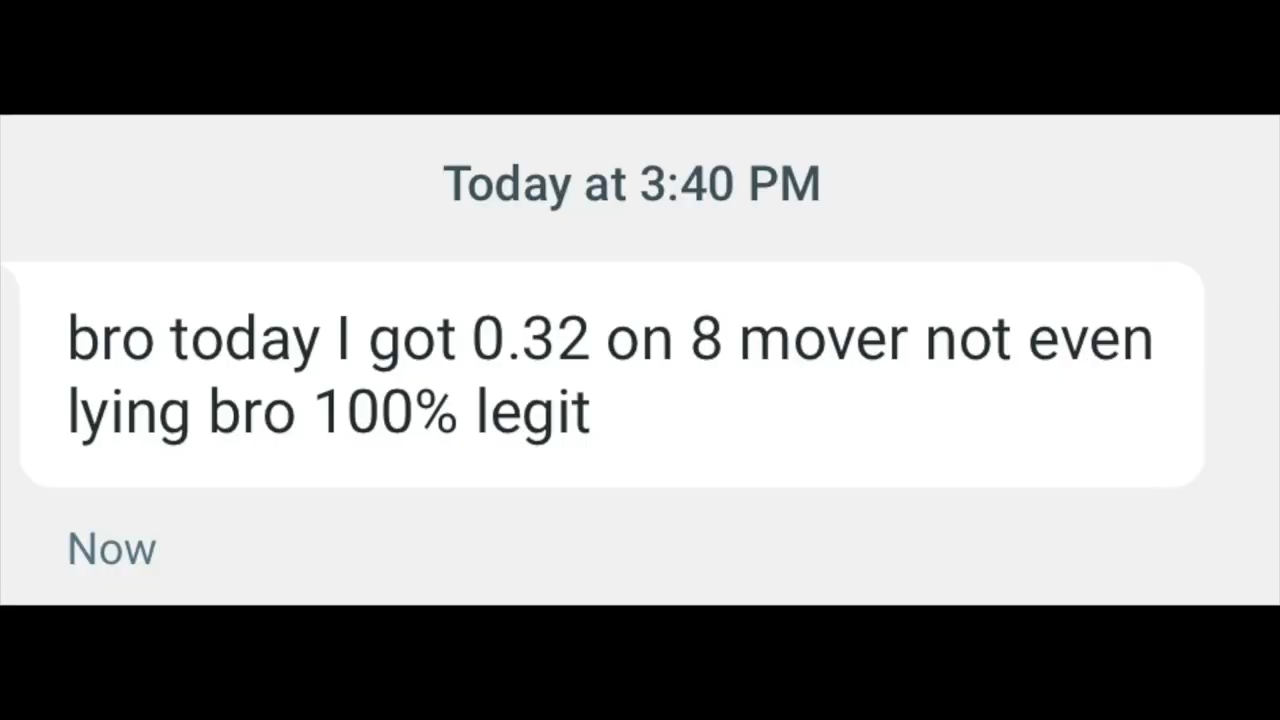 Today at 3:40 PM
bro today I got 0.32 on 8 mover not even
lying bro 100% legit
Now